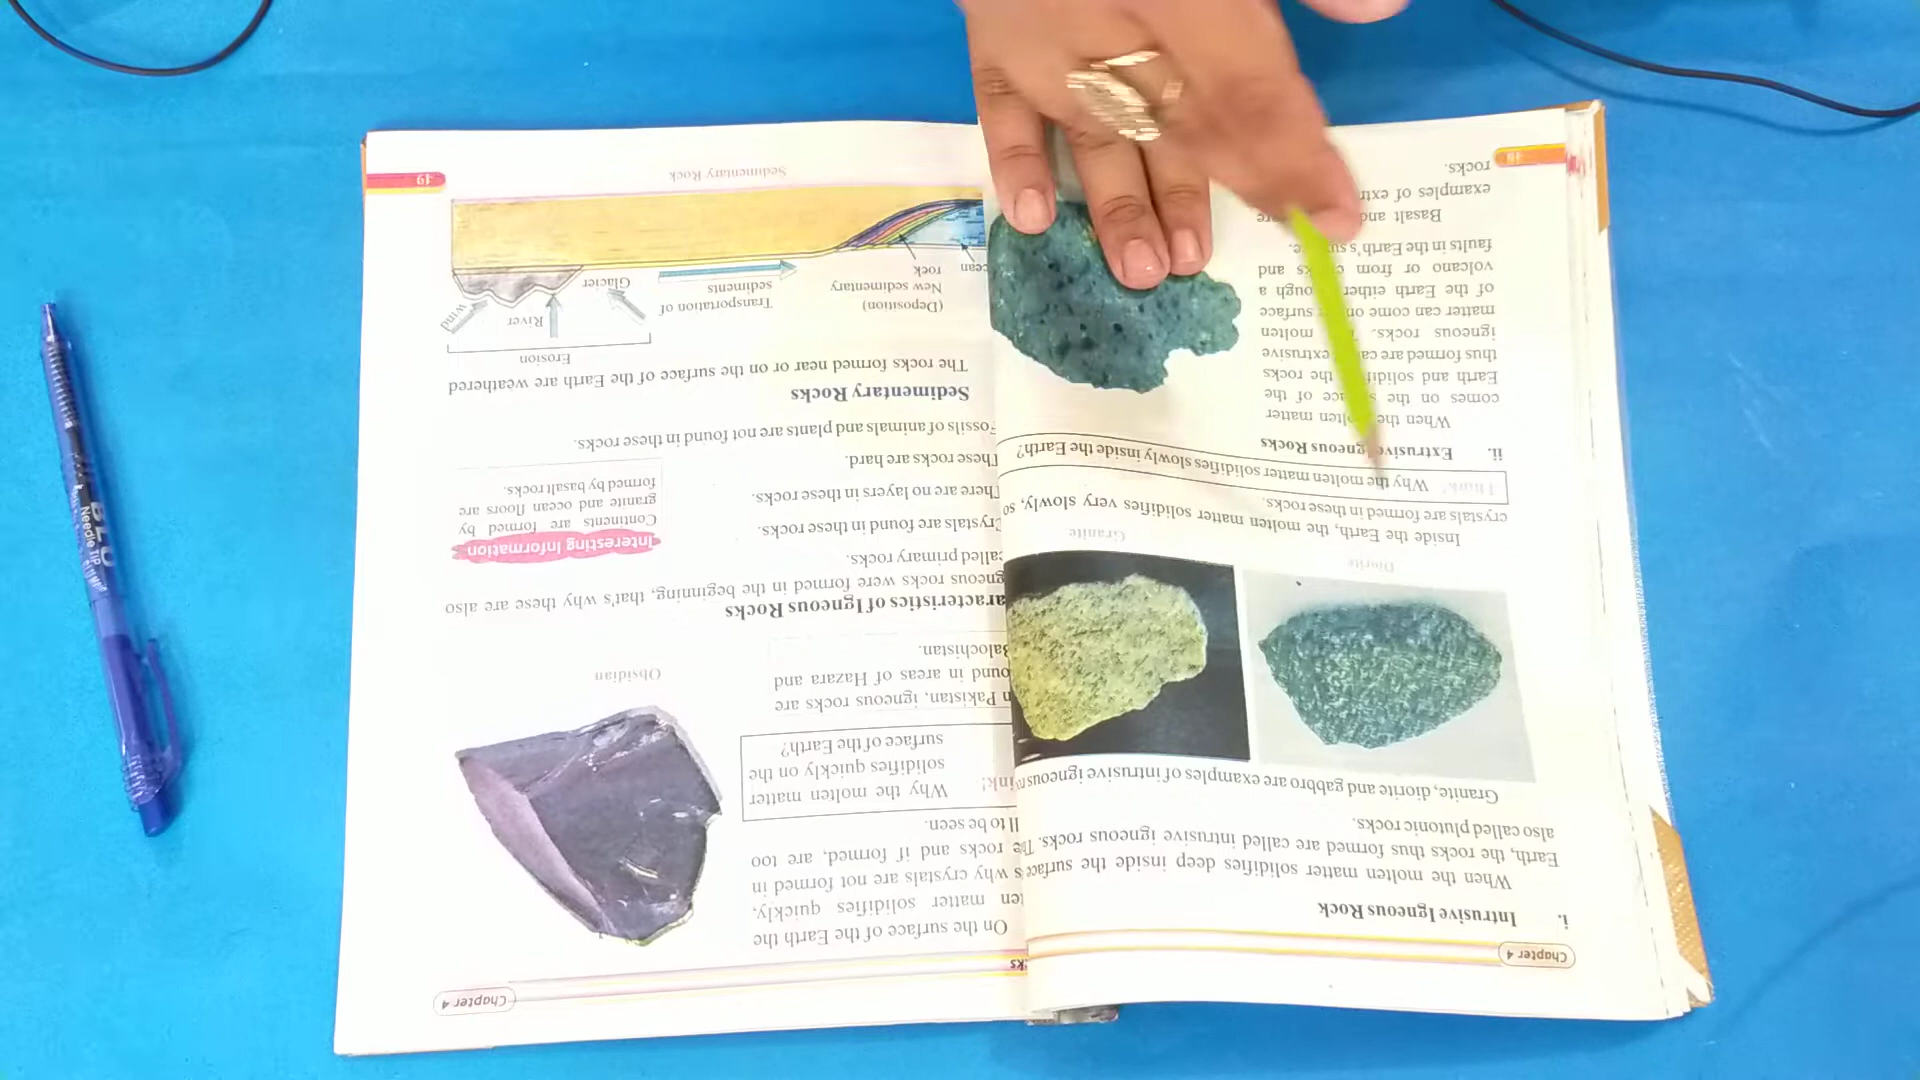 Chapter 4
i. Intrusive Igneous Rock
When the molten matter solidifies deep inside the surface
Earth, the rocks thus formed are called intrusive igneous rocks.
also called plutonic rocks.
Granite, diorite and gabbro are examples of intrusive igneous
Diorite
Granite
Inside the Earth, the molten matter solidifies very slowly, so
crystals are formed in these rocks.
Think! Why the molten matter solidifies slowly inside the Earth?
ii. Extrusive Igneous Rocks
When the molten matter
comes on the surface of the
Earth and solidifies the rocks
thus formed are called extrusive
igneous rocks. molten
matter can come on surface
of the Earth either through a
volcano or from cracks and
faults in the Earth's surface.
Basalt and
examples of
rocks.
18
Chapter 4
On the surface of the Earth the
matter solidifies quickly,
why crystals are not formed in
rocks and if formed, are too
to be seen.
Why the molten matter
solidifies quickly on the
surface of the Earth?
Pakistan, igneous rocks are
in areas of Hazara and
Balochistan.
Obsidian
of Igneous Rocks
igneous rocks were formed in the beginning, that's why these are also
called primary rocks.
Crystals are found in these rocks.
There are no layers in these rocks.
These rocks are hard.
Fossils of animals and plants are not found in these rocks.
Interesting Information
Continents are formed by
granite and ocean floors are
formed by basalt rocks.
Sedimentary Rocks
The rocks formed near or on the surface of the Earth are weathered
Erosion
Wind
River
Glacier
Transportation of
sediments
(Deposition)
New sedimentary
rock
Sedimentary Rock
19
Needle TIP